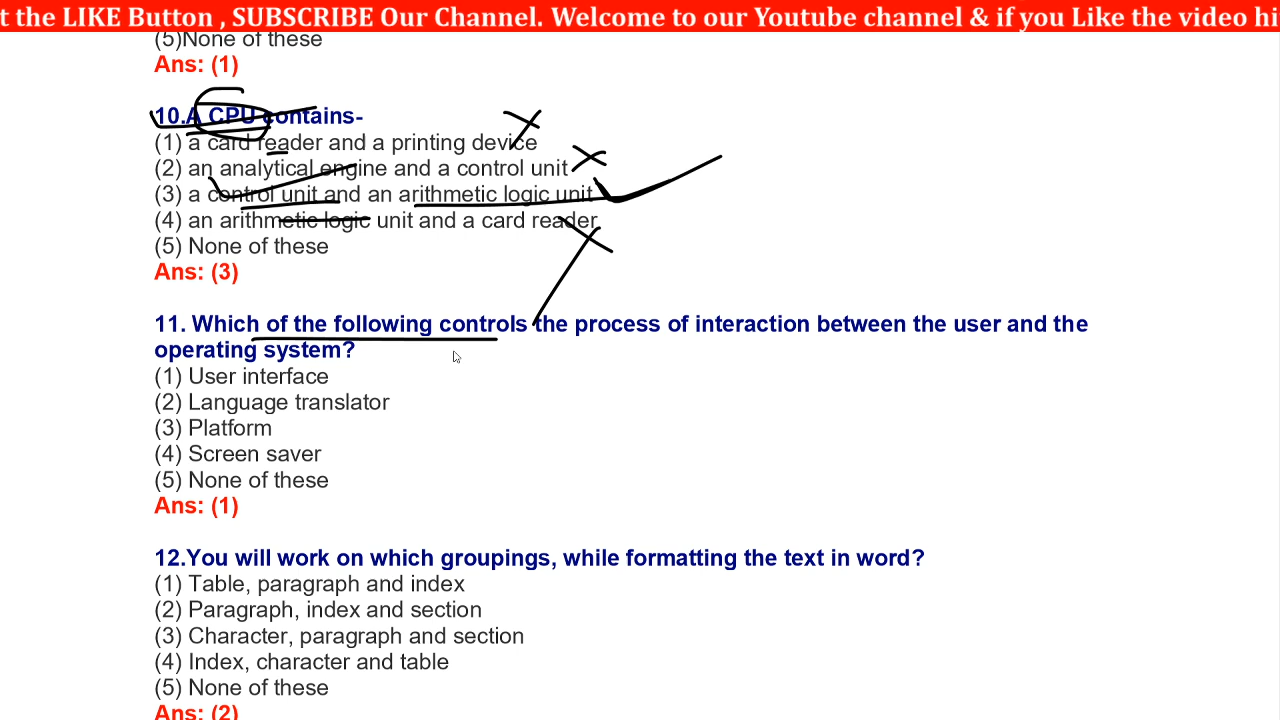 t the LIKE Button , SUBSCRIBE Our Channel. Welcome to our Youtube channel & if you Like the video hi
(5)None of these
Ans: (1)
10.A CPU contains-
(1) a card reader and a printing device
(2) an analytical engine and a control unit
(3) a control unit and an arithmetic logic unit
(4) an arithmetic logic unit and a card reader
(5) None of these
Ans: (3)
11. Which of the following controls the process of interaction between the user and the
operating system?
(1) User interface
(2) Language translator
(3) Platform
(4) Screen saver
(5) None of these
Ans: (1)
12.You will work on which groupings, while formatting the text in word?
(1) Table, paragraph and index
(2) Paragraph, index and section
(3) Character, paragraph and section
(4) Index, character and table
(5) None of these
Ans: (2)